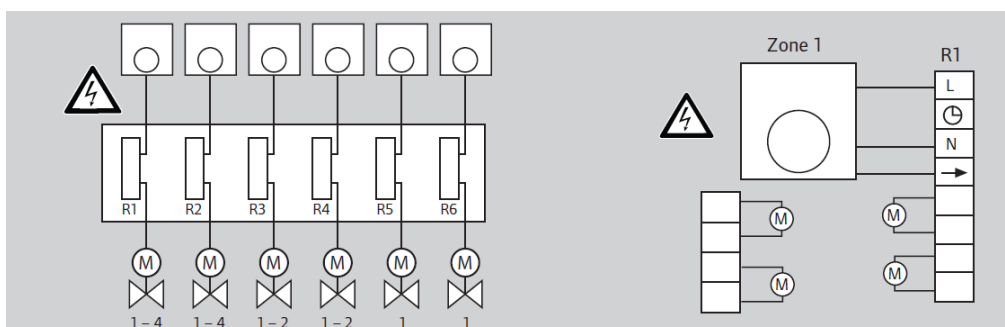 R1 R2 R3 R4 R5 R6
M M M M M M
1 – 4 1 – 4 1 – 2 1 – 2 1 1
Zone 1
R1
L
N
M
M
M
M